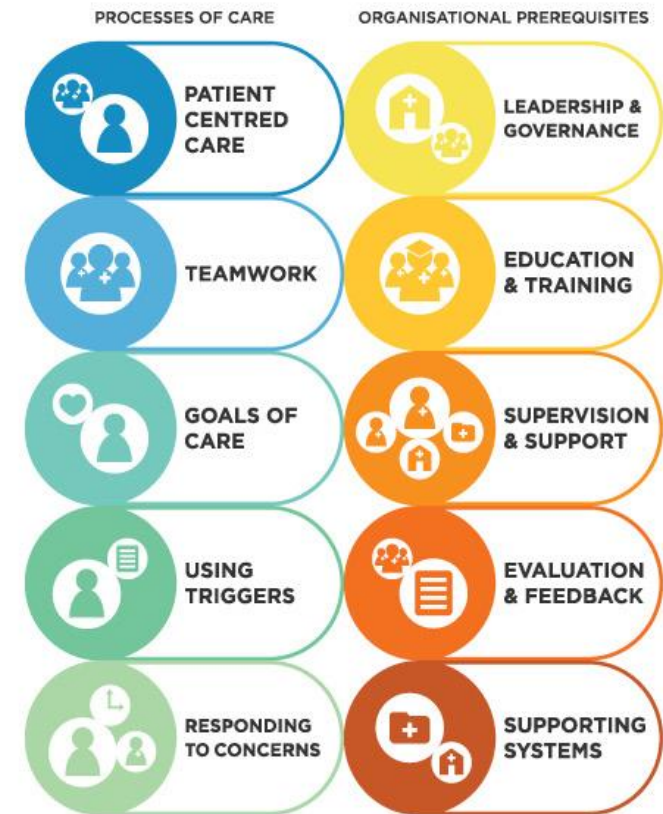 PROCESSES OF CARE
PATIENT
CENTRED
CARE
TEAMWORK
GOALS OF
CARE
USING
TRIGGERS
RESPONDING
TO CONCERNS
ORGANISATIONAL PREREQUISITES
LEADERSHIP &
GOVERNANCE
EDUCATION
& TRAINING
SUPERVISION
& SUPPORT
EVALUATION
& FEEDBACK
SUPPORTING
SYSTEMS